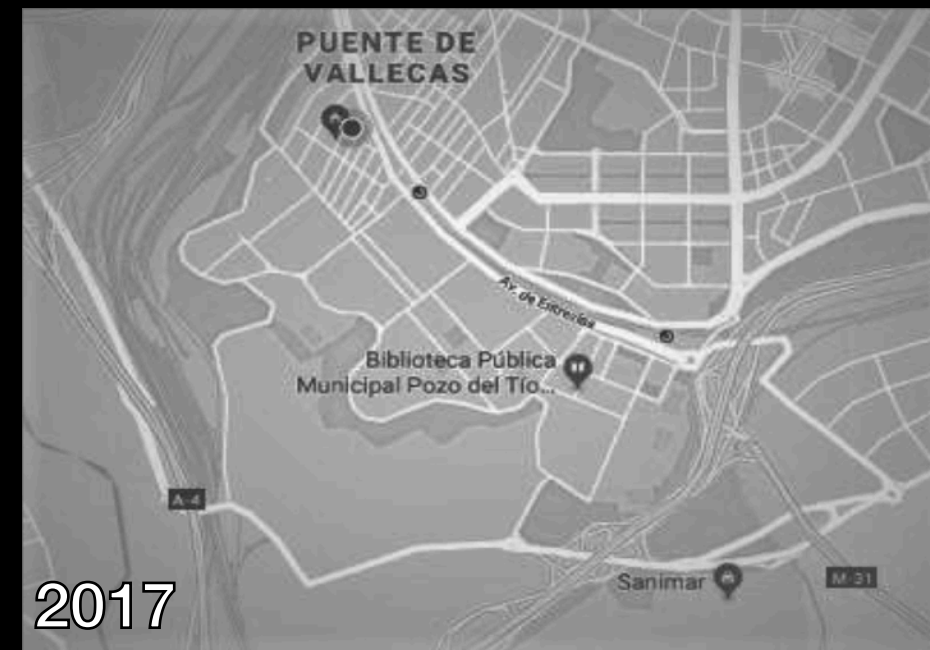 PUENTE DE
VALLECAS
Av. de Entrevías
Biblioteca Pública
Municipal Pozo del Tío...
A-4
Sanimar
M-31
2017